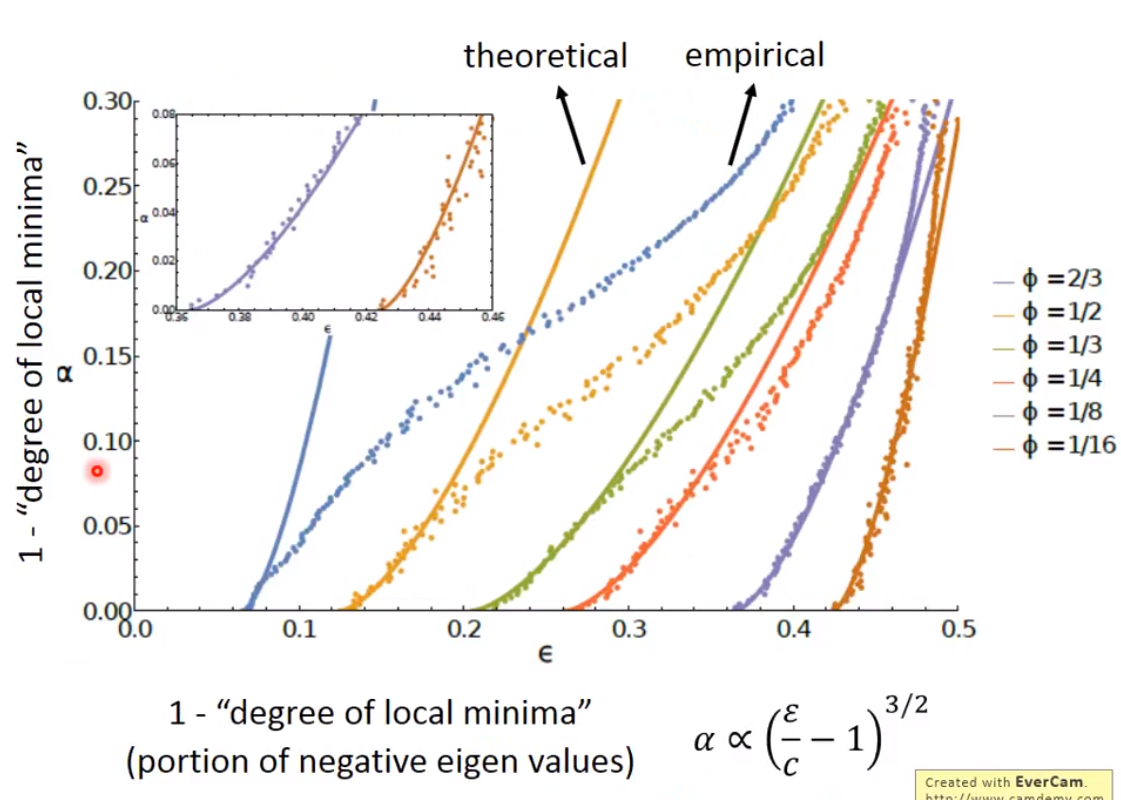 theoretical empirical
1 - “degree of local minima”
α
0.30
0.25
0.20
0.15
0.10
0.05
0.00
0.0 0.1 0.2 0.3 0.4 0.5
ϵ
0.08
0.06
0.04
0.02
0.00
α
0.36 0.38 0.40 0.42 0.44 0.46
ϵ
ϕ =2/3
ϕ =1/2
ϕ =1/3
ϕ =1/4
ϕ =1/8
ϕ =1/16
1 - “degree of local minima”
(portion of negative eigen values)
α ∝ (ε/c − 1)^3/2
Created with EverCam.
http://www.camdemy.com